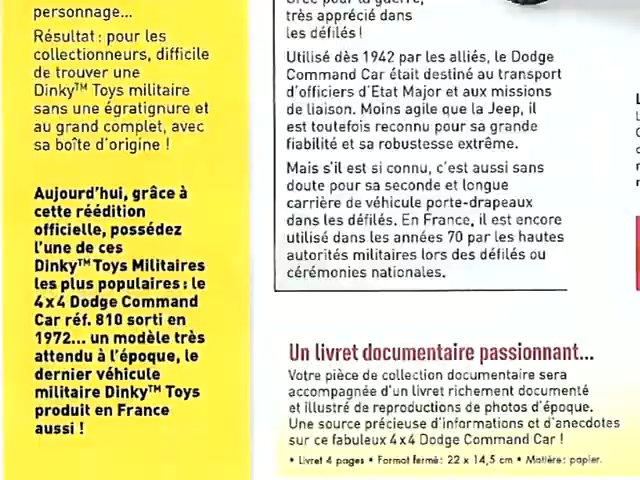 personnage...
Résultat : pour les
collectionneurs, difficile
de trouver une
Dinky™ Toys militaire
sans une égratignure et
au grand complet, avec
sa boîte d'origine !
Aujourd'hui, grâce à
cette réédition
officielle, possédez
l'une de ces
Dinky™ Toys Militaires
les plus populaires : le
4x4 Dodge Command
Car réf. 810 sorti en
1972... un modèle très
attendu à l'époque, le
dernier véhicule
militaire Dinky™ Toys
produit en France
aussi !
très apprécié dans
les défilés !
Utilisé dès 1942 par les alliés, le Dodge
Command Car était destiné au transport
d'officiers d'Etat Major et aux missions
de liaison. Moins agile que la Jeep, il
est toutefois reconnu pour sa grande
fiabilité et sa robustesse extrême.
Mais s'il est si connu, c'est aussi sans
doute pour sa seconde et longue
carrière de véhicule porte-drapeaux
dans les défilés. En France, il est encore
utilisé dans les années 70 par les hautes
autorités militaires lors des défilés ou
cérémonies nationales.
Un livret documentaire passionnant...
Votre pièce de collection documentaire sera
accompagnée d'un livret richement documenté
et illustré de reproductions de photos d'époque.
Une source précieuse d'informations et d'anecdotes
sur ce fabuleux 4x4 Dodge Command Car !
• Livret 4 pages • Format fermé : 22 x 14,5 cm • Matière : papier.